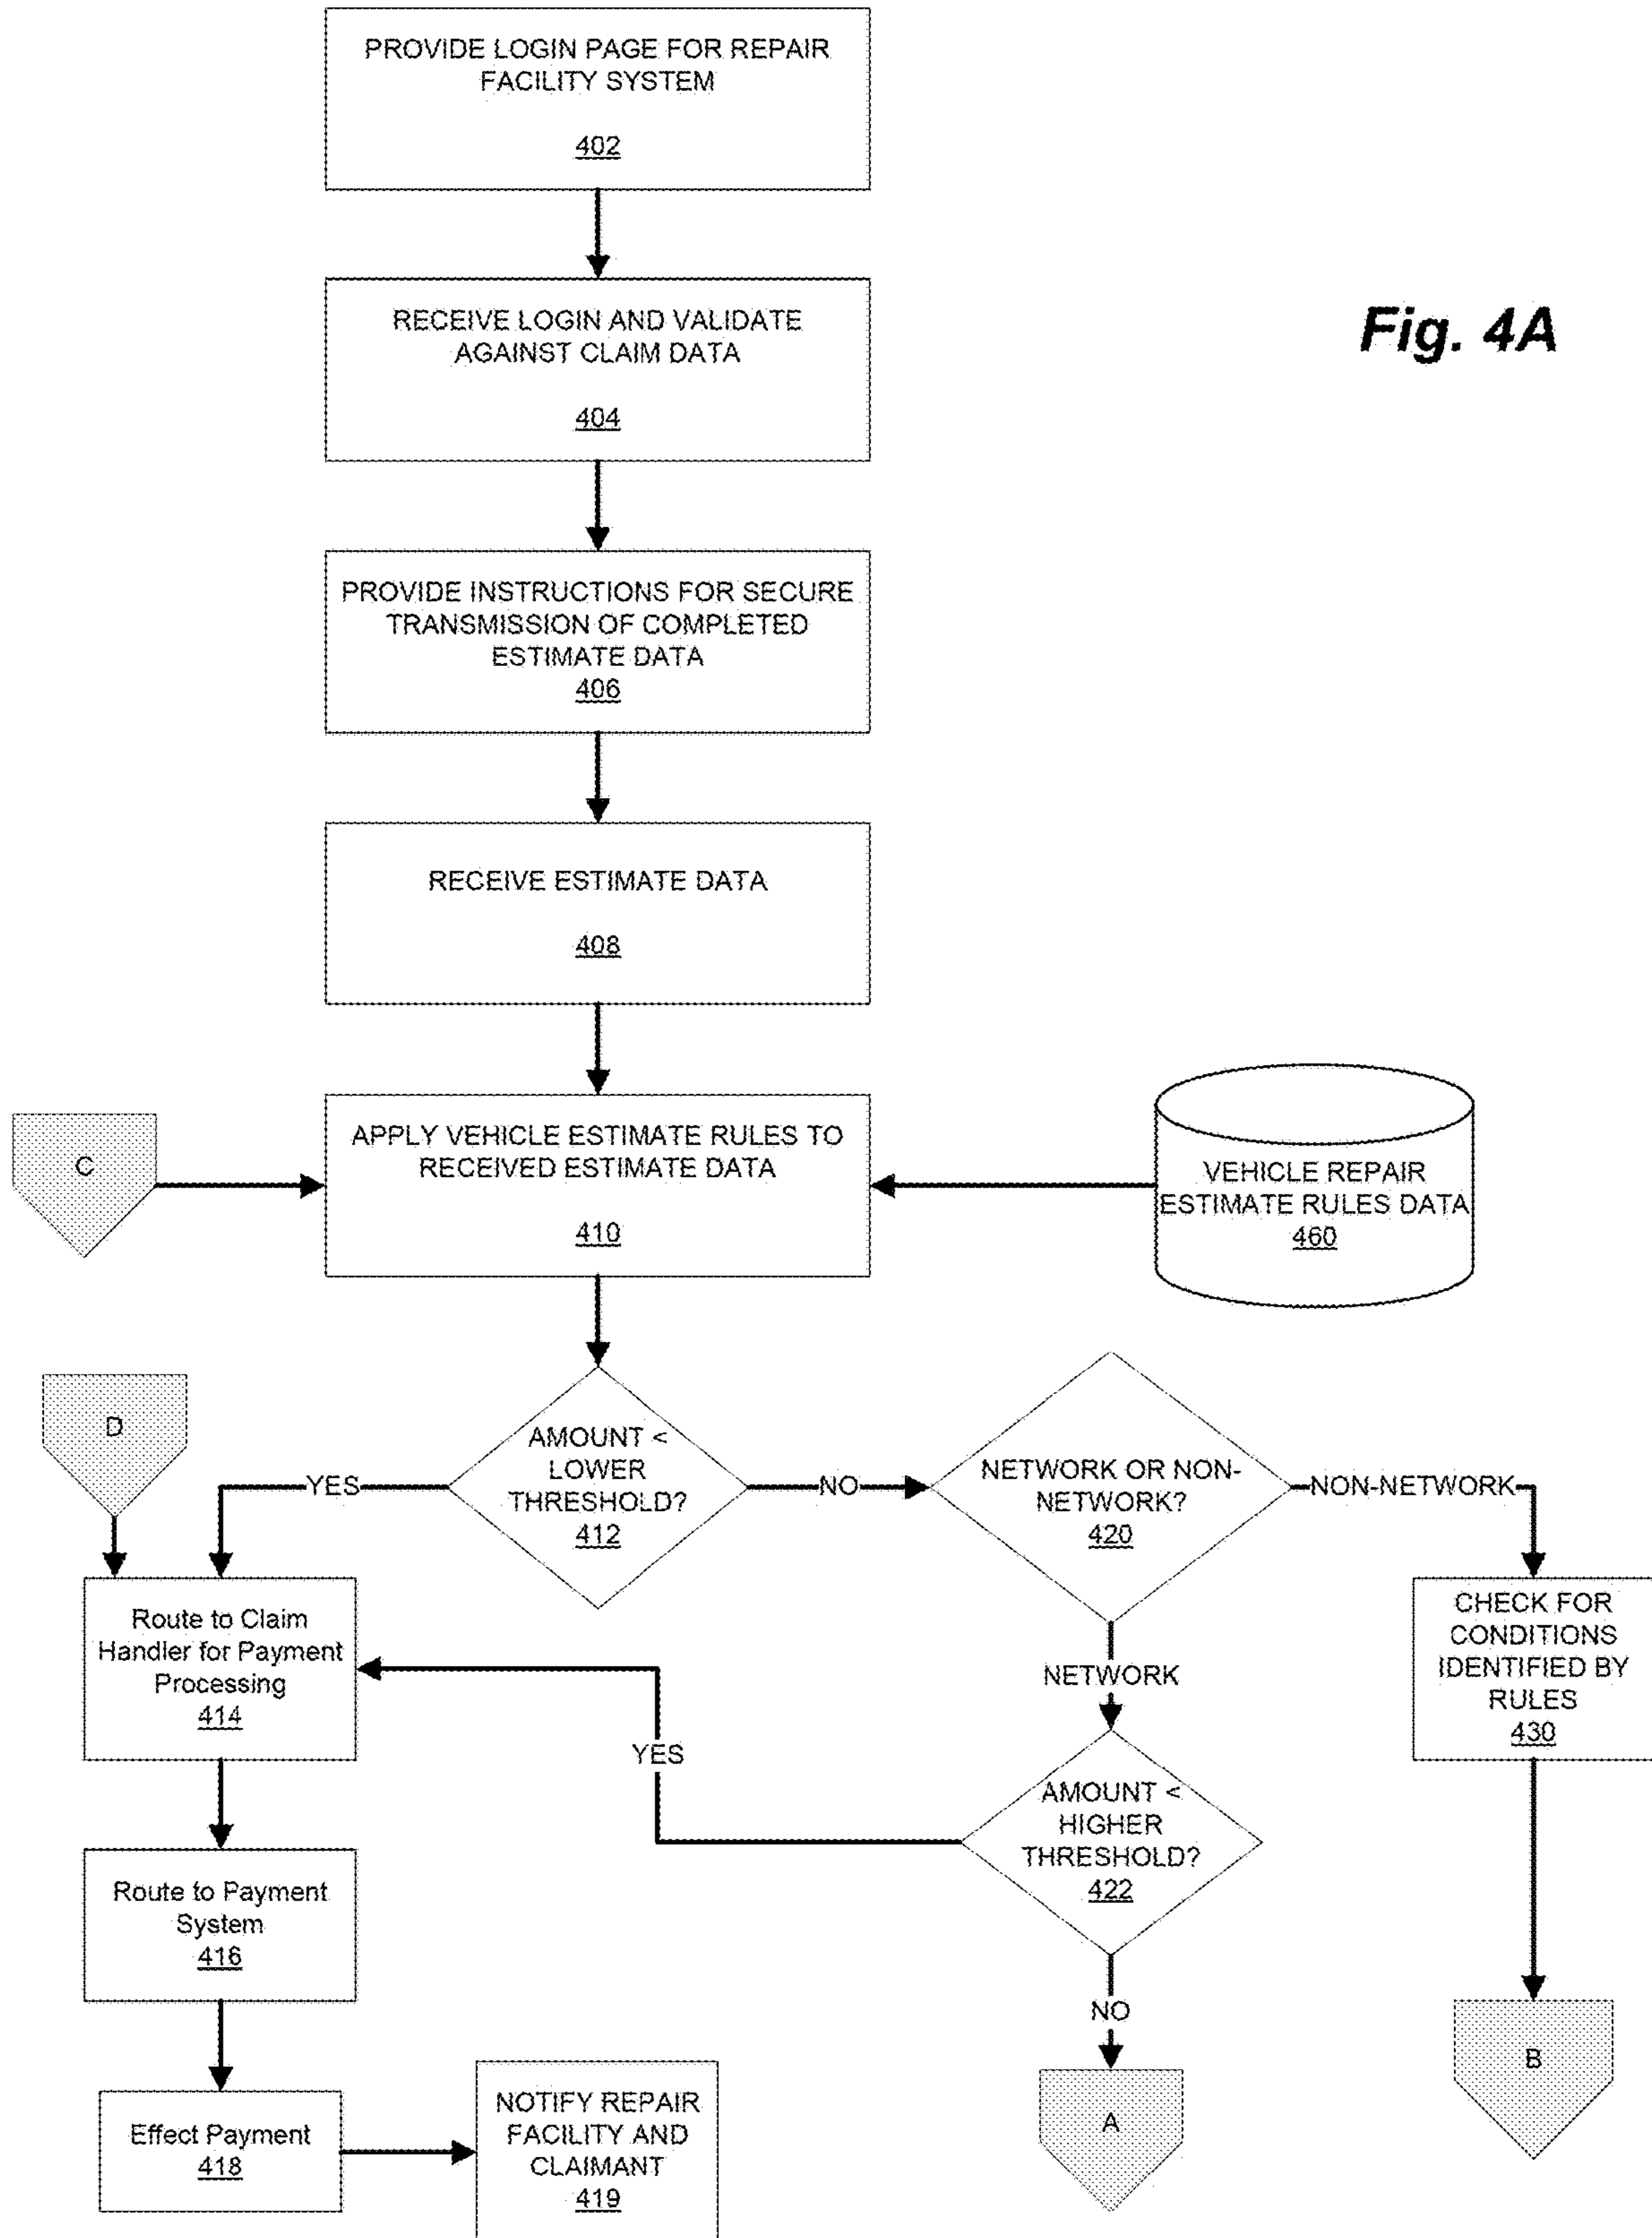 PROVIDE LOGIN PAGE FOR REPAIR
FACILITY SYSTEM
402
RECEIVE LOGIN AND VALIDATE
AGAINST CLAIM DATA
404
Fig. 4A
PROVIDE INSTRUCTIONS FOR SECURE
TRANSMISSION OF COMPLETED
ESTIMATE DATA
406
RECEIVE ESTIMATE DATA
408
C
APPLY VEHICLE ESTIMATE RULES TO
RECEIVED ESTIMATE DATA
410
VEHICLE REPAIR
ESTIMATE RULES DATA
460
D
AMOUNT <
LOWER
THRESHOLD?
412
YES
NO
NETWORK OR NON-
NETWORK?
420
NON-NETWORK
NETWORK
Route to Claim
Handler for Payment
Processing
414
YES
AMOUNT <
HIGHER
THRESHOLD?
422
CHECK FOR
CONDITIONS
IDENTIFIED BY
RULES
430
Route to Payment
System
416
NO
A
B
Effect Payment
418
NOTIFY REPAIR
FACILITY AND
CLAIMANT
419